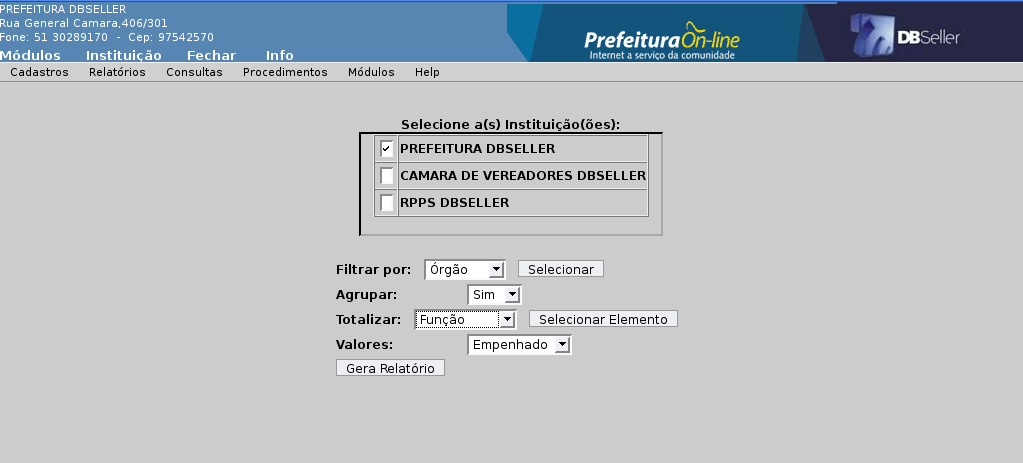 PREFEITURA DBSELLER
Rua General Camara,406/301
Fone: 51 30289170 - Cep: 97542570
Módulos Instituição Fechar Info
PrefeituraOn-line
Internet a serviço da comunidade
DBSeller
Cadastros Relatórios Consultas Procedimentos Módulos Help
Selecione a(s) Instituição(ões):
PREFEITURA DBSELLER
CAMARA DE VEREADORES DBSELLER
RPPS DBSELLER
Filtrar por: Órgão Selecionar
Agrupar: Sim
Totalizar: Função Selecionar Elemento
Valores: Empenhado
Gera Relatório